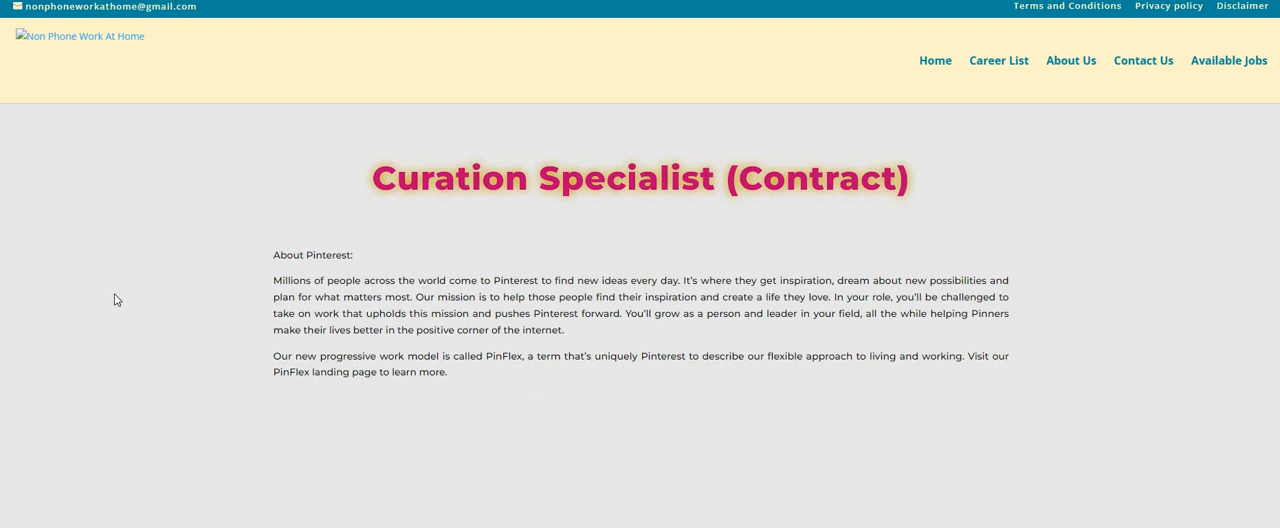 nonphoneworkathome@gmail.com
Terms and Conditions Privacy policy Disclaimer
Non Phone Work At Home
Home Career List About Us Contact Us Available Jobs
Curation Specialist (Contract)
About Pinterest:
Millions of people across the world come to Pinterest to find new ideas every day. It’s where they get inspiration, dream about new possibilities and
plan for what matters most. Our mission is to help those people find their inspiration and create a life they love. In your role, you’ll be challenged to
take on work that upholds this mission and pushes Pinterest forward. You’ll grow as a person and leader in your field, all the while helping Pinners
make their lives better in the positive corner of the internet.
Our new progressive work model is called PinFlex, a term that’s uniquely Pinterest to describe our flexible approach to living and working. Visit our
PinFlex landing page to learn more.